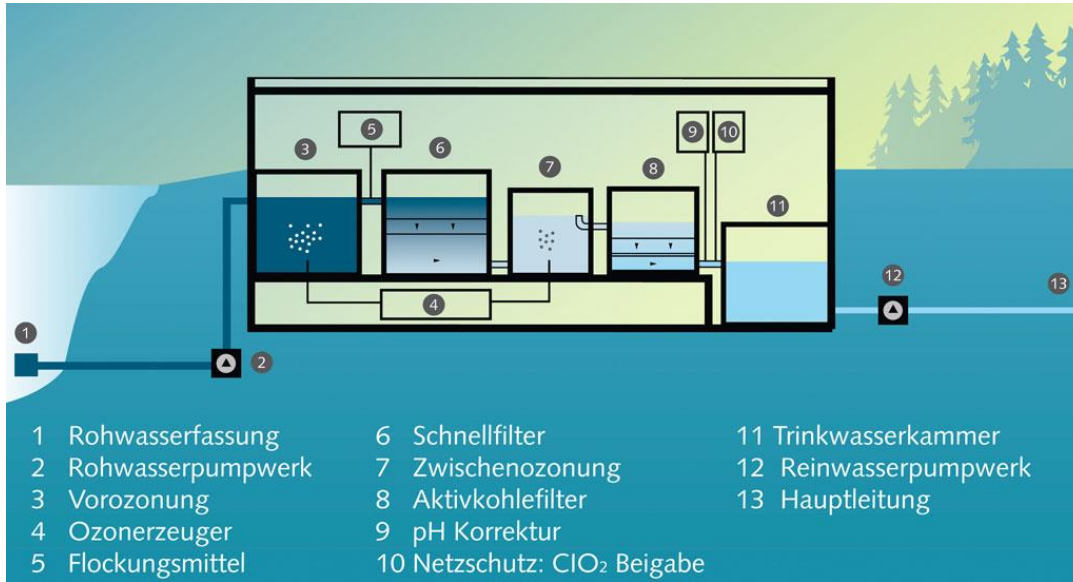 3
5
6
7
8
9
10
11
4
12
13
1
2
1 Rohwasserfassung
2 Rohwasserpumpwerk
3 Vorozonung
4 Ozonerzeuger
5 Flockungsmittel
6 Schnellfilter
7 Zwischenozonung
8 Aktivkohlefilter
9 pH Korrektur
10 Netzschutz: ClO₂ Beigabe
11 Trinkwasserkammer
12 Reinwasserpumpwerk
13 Hauptleitung